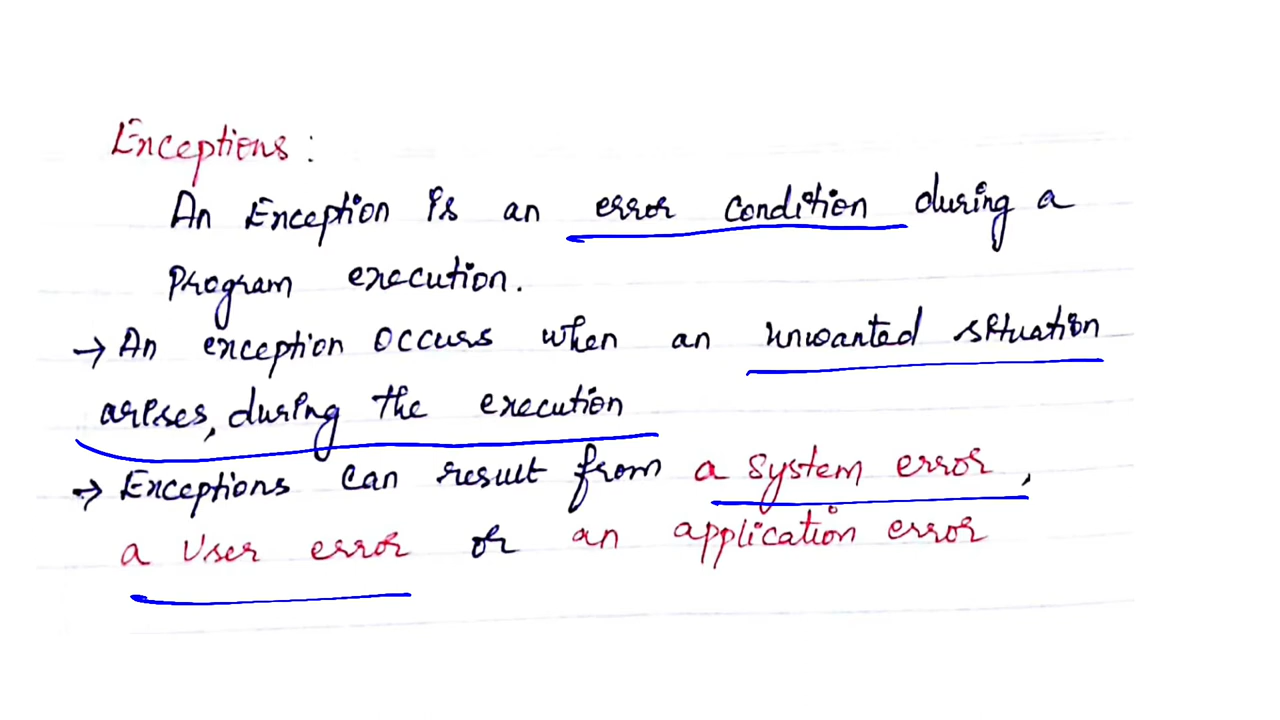 Exceptions :
An Exception is an error condition during a
program execution.
→ An exception occurs when an unwanted situation
arises, during the execution
→ Exceptions can result from a system error,
a user error or an application error